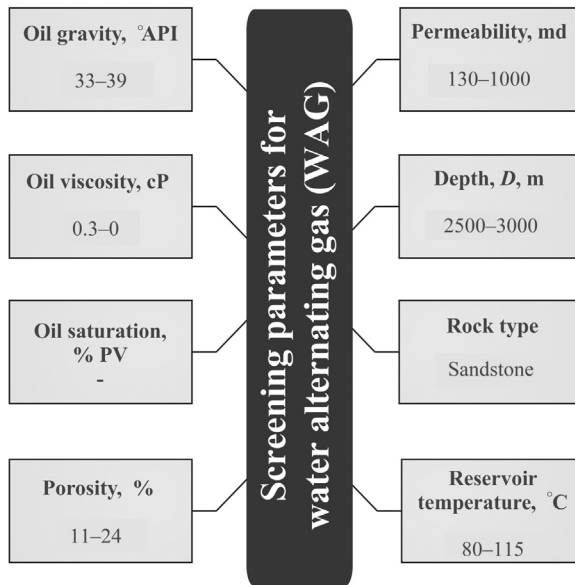 Oil gravity, °API
33–39
Oil viscosity, cP
0.3–0
Oil saturation,
% PV
-
Porosity, %
11–24
Screening parameters for
water alternating gas (WAG)
Permeability, md
130–1000
Depth, D, m
2500–3000
Rock type
Sandstone
Reservoir
temperature, °C
80–115